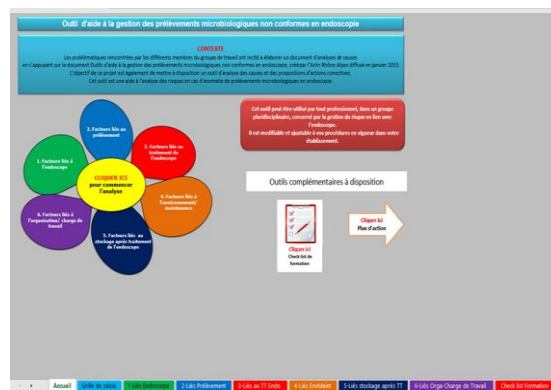 Outil d'aide à la gestion des prélèvements microbiologiques non conformes en endoscopie
CONTEXTE
Les problématiques rencontrées par les différents membres du groupe de travail ont incité à élaborer un document d'analyses de causes
en s'appuyant sur le document Outils d'aide à la gestion des prélèvements microbiologiques non conformes en endoscopie, créé par l'Arlin Rhône-Alpes diffusé en janvier 2015.
L'objectif de ce projet est également de mettre à disposition un outil d'analyse des causes et des propositions d'actions correctives.
Cet outil est une aide à l'analyse des risques en cas d'anomalie de prélèvements microbiologiques en endoscopie.
2. Facteurs liés au
prélèvement
3. Facteurs liés au
traitement de
l'endoscope
1. Facteurs liés à
l'endoscope
CLIQUER ICI
pour commencer
l'analyse
4. Facteurs liés à
l'environnement/
maintenance
6. Facteurs liés à
l'organisation/ charge de
travail
5. Facteurs liés au
stockage après traitement
de l'endoscope
Cet outil peut être utilisé par tout professionnel, dans un groupe
pluridisciplinaire, concerné par la gestion du risque en lien avec
l'endoscope.
Il est modifiable et ajustable à vos procédures en vigueur dans votre
établissement.
Outils complémentaires à disposition
Cliquer ici
Check list de
formation
Cliquer ici
Plan d'action
Accueil Grille de saisie 1-Liés Endoscope 2-Liés Prélèvement 3-Liés au TT Endo 4-Liés EnvMaint 5-Liés stockage après TT 6-Liés Orga-Charge de Travail Check list Formation